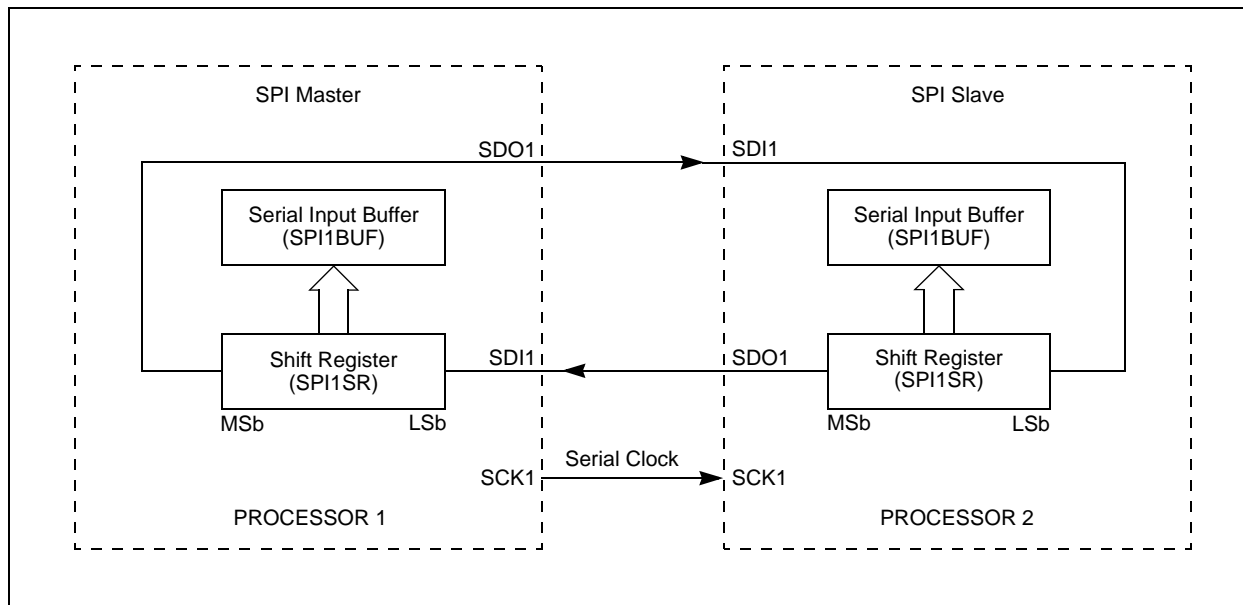 SPI Master
SPI Slave
SDO1
SDI1
Serial Input Buffer
(SPI1BUF)
Serial Input Buffer
(SPI1BUF)
Shift Register
(SPI1SR)
SDI1
SDO1
Shift Register
(SPI1SR)
MSb
LSb
MSb
LSb
Serial Clock
SCK1
SCK1
PROCESSOR 1
PROCESSOR 2